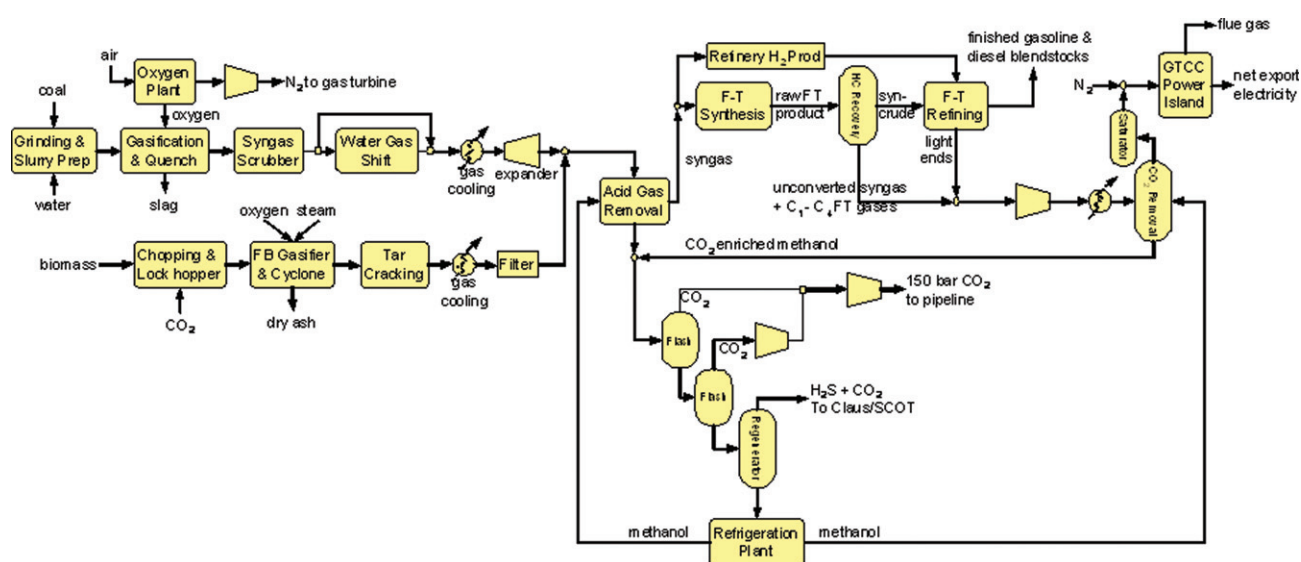 air
Oxygen
Plant
N₂ to gas turbine
coal
oxygen
Grinding &
Slurry Prep
Gasification
& Quench
Syngas
Scrubber
Water Gas
Shift
gas
cooling
expander
water
slag
oxygen steam
biomass
Chopping &
Lock hopper
FB Gasifier
& Cyclone
Tar
Cracking
gas
cooling
Filter
CO₂
dry ash
Acid Gas
Removal
syngas
Refinery H₂Prod
F-T
Synthesis
raw FT
product
HC Recovery
syn-
crude
F-T
Refining
finished gasoline &
diesel blendstocks
light
ends
unconverted syngas
+ C₁- C₄FT gases
N₂
Saturator
CO₂ Removal
GTCC
Power
Island
flue gas
net export
electricity
CO₂ enriched methanol
CO₂
150 bar CO₂
to pipeline
Flash
CO₂
Flash
H₂S + CO₂
To Claus/SCOT
Regenerator
methanol
Refrigeration
Plant
methanol